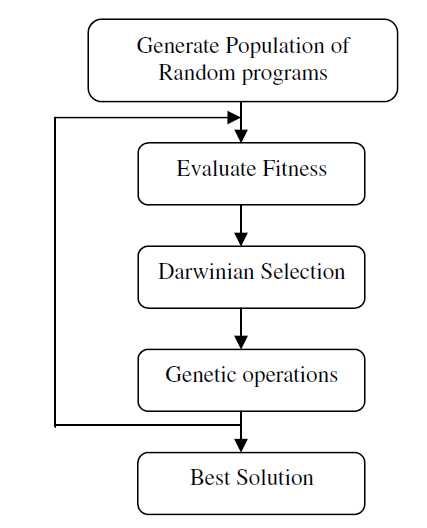 Generate Population of
Random programs
Evaluate Fitness
Darwinian Selection
Genetic operations
Best Solution